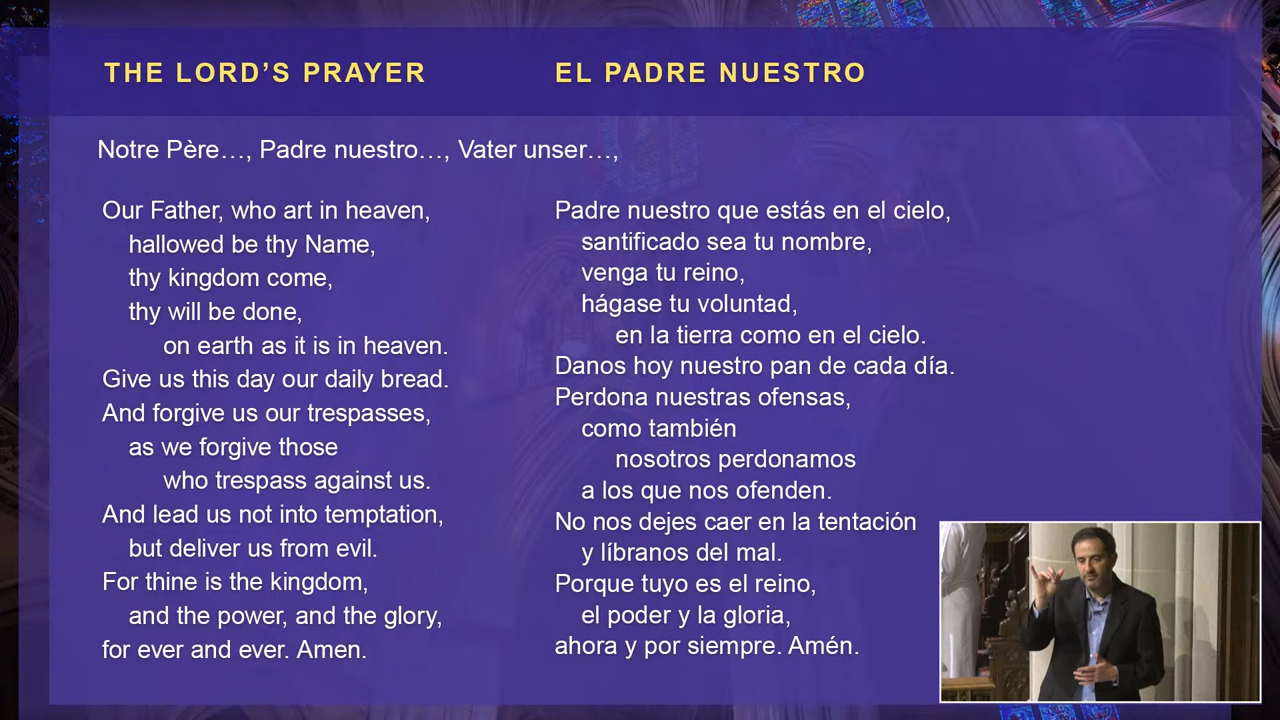 THE LORD’S PRAYER
EL PADRE NUESTRO
Notre Père…, Padre nuestro…, Vater unser…,
Our Father, who art in heaven,
hallowed be thy Name,
thy kingdom come,
thy will be done,
on earth as it is in heaven.
Give us this day our daily bread.
And forgive us our trespasses,
as we forgive those
who trespass against us.
And lead us not into temptation,
but deliver us from evil.
For thine is the kingdom,
and the power, and the glory,
for ever and ever. Amen.
Padre nuestro que estás en el cielo,
santificado sea tu nombre,
venga tu reino,
hágase tu voluntad,
en la tierra como en el cielo.
Danos hoy nuestro pan de cada día.
Perdona nuestras ofensas,
como también
nosotros perdonamos
a los que nos ofenden.
No nos dejes caer en la tentación
y líbranos del mal.
Porque tuyo es el reino,
el poder y la gloria,
ahora y por siempre. Amén.